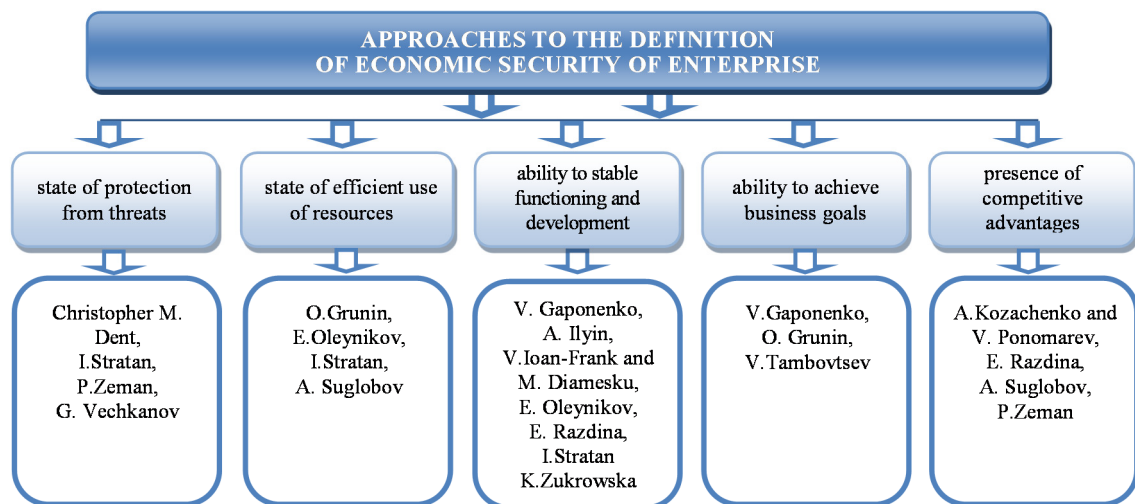 APPROACHES TO THE DEFINITION
OF ECONOMIC SECURITY OF ENTERPRISE
state of protection
from threats
state of efficient use
of resources
ability to stable
functioning and
development
ability to achieve
business goals
presence of
competitive
advantages
Christopher M.
Dent,
I.Stratan,
P.Zeman,
G. Vechkanov
O.Grunin,
E.Oleynikov,
I.Stratan,
A. Suglobov
V. Gaponenko,
A. Ilyin,
V.Ioan-Frank and
M. Diamesku,
E. Oleynikov,
E. Razdina,
I.Stratan
K.Zukrowska
V.Gaponenko,
O. Grunin,
V.Tambovtsev
A.Kozachenko and
V. Ponomarev,
E. Razdina,
A. Suglobov,
P.Zeman